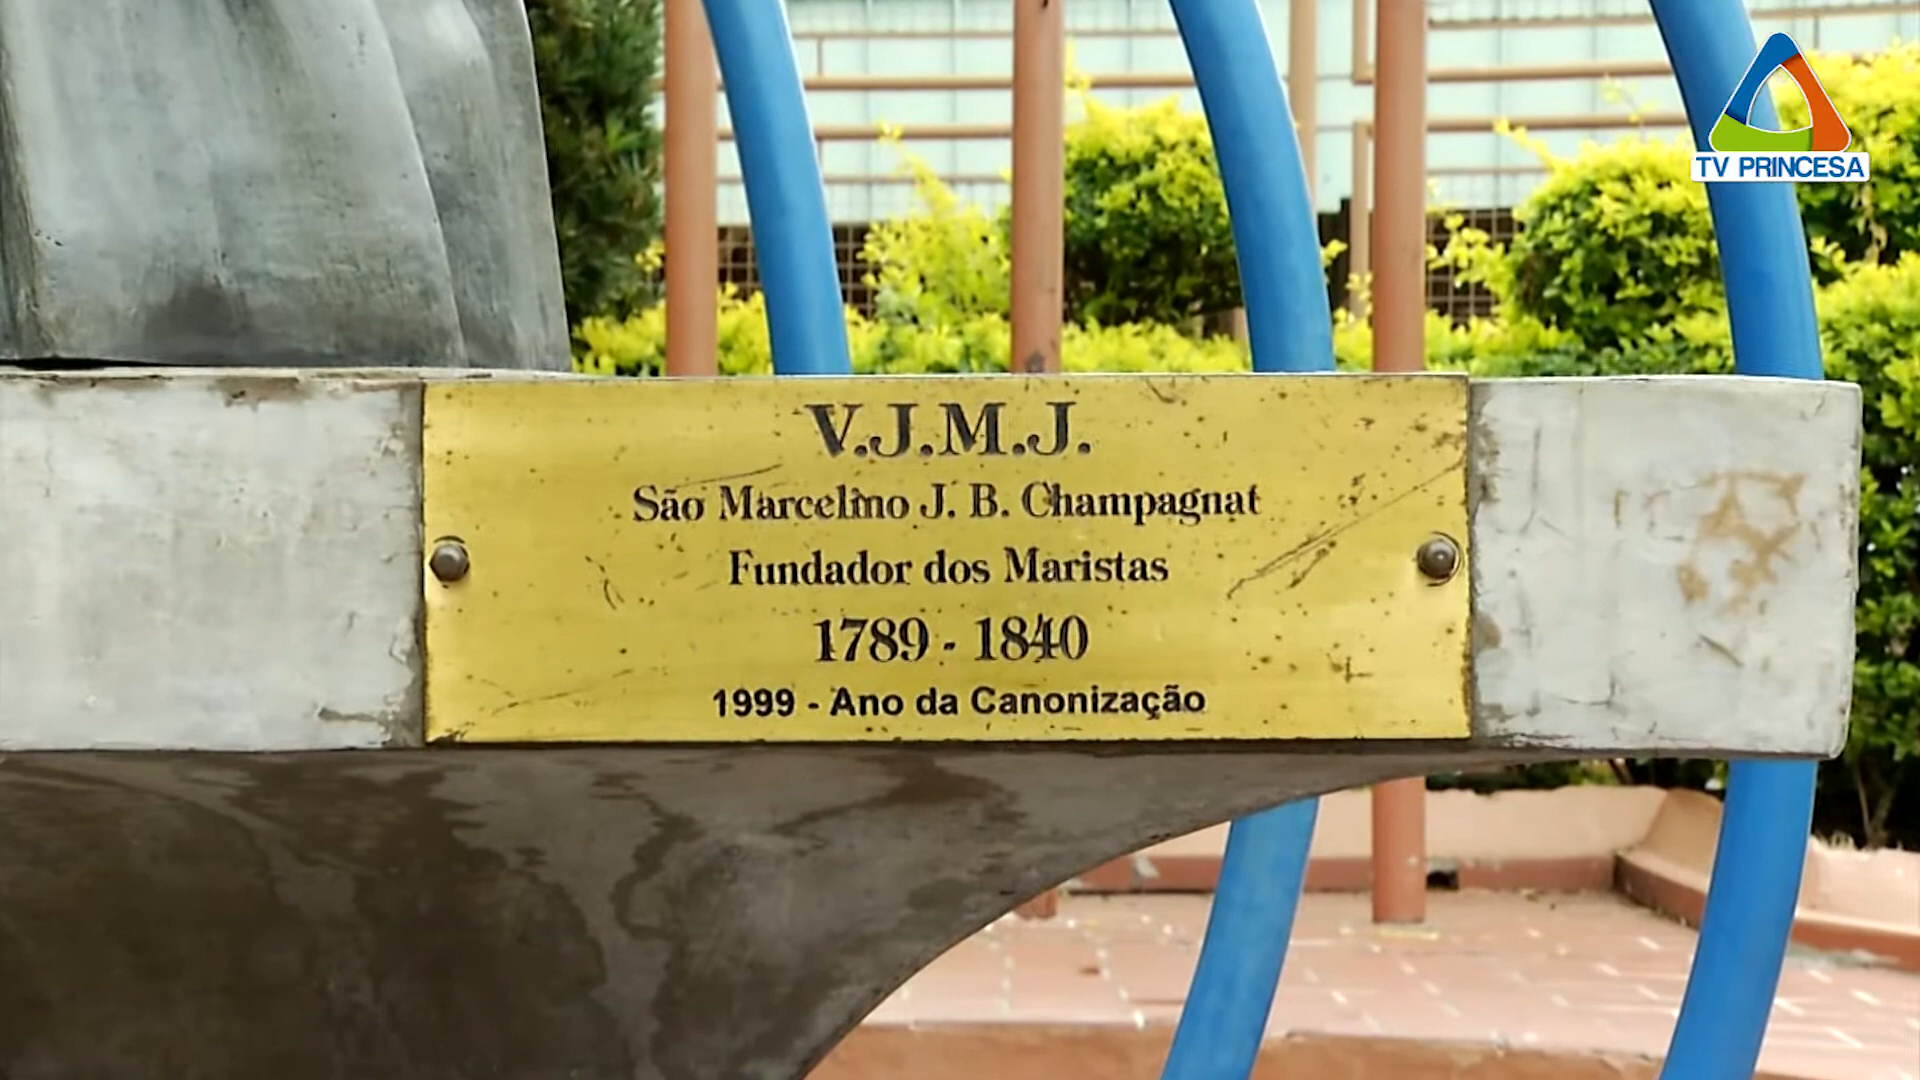 TV PRINCESA
V.J.M.J.
São Marcelino J. B. Champagnat
Fundador dos Maristas
1789 - 1840
1999 - Ano da Canonização